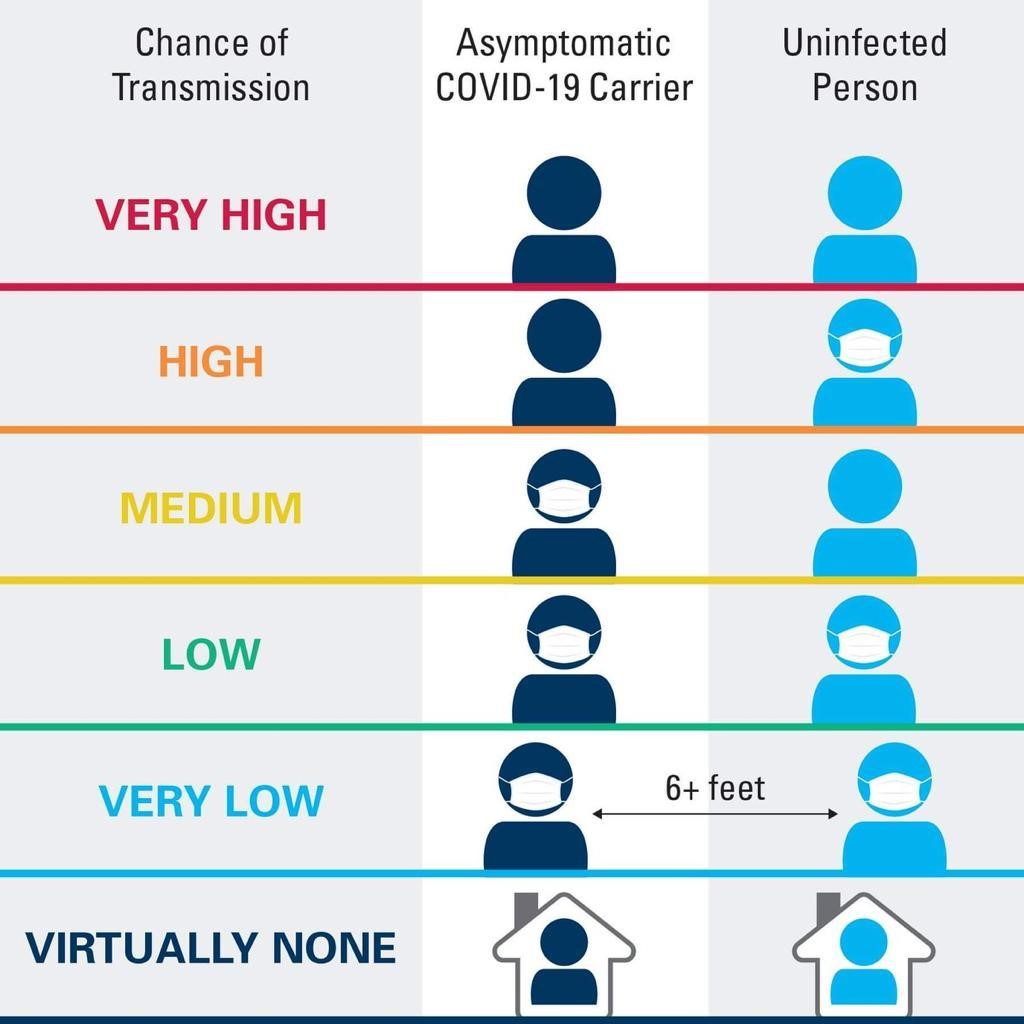 Chance of
Transmission
Asymptomatic
COVID-19 Carrier
Uninfected
Person
VERY HIGH
HIGH
MEDIUM
LOW
VERY LOW
6+ feet
VIRTUALLY NONE